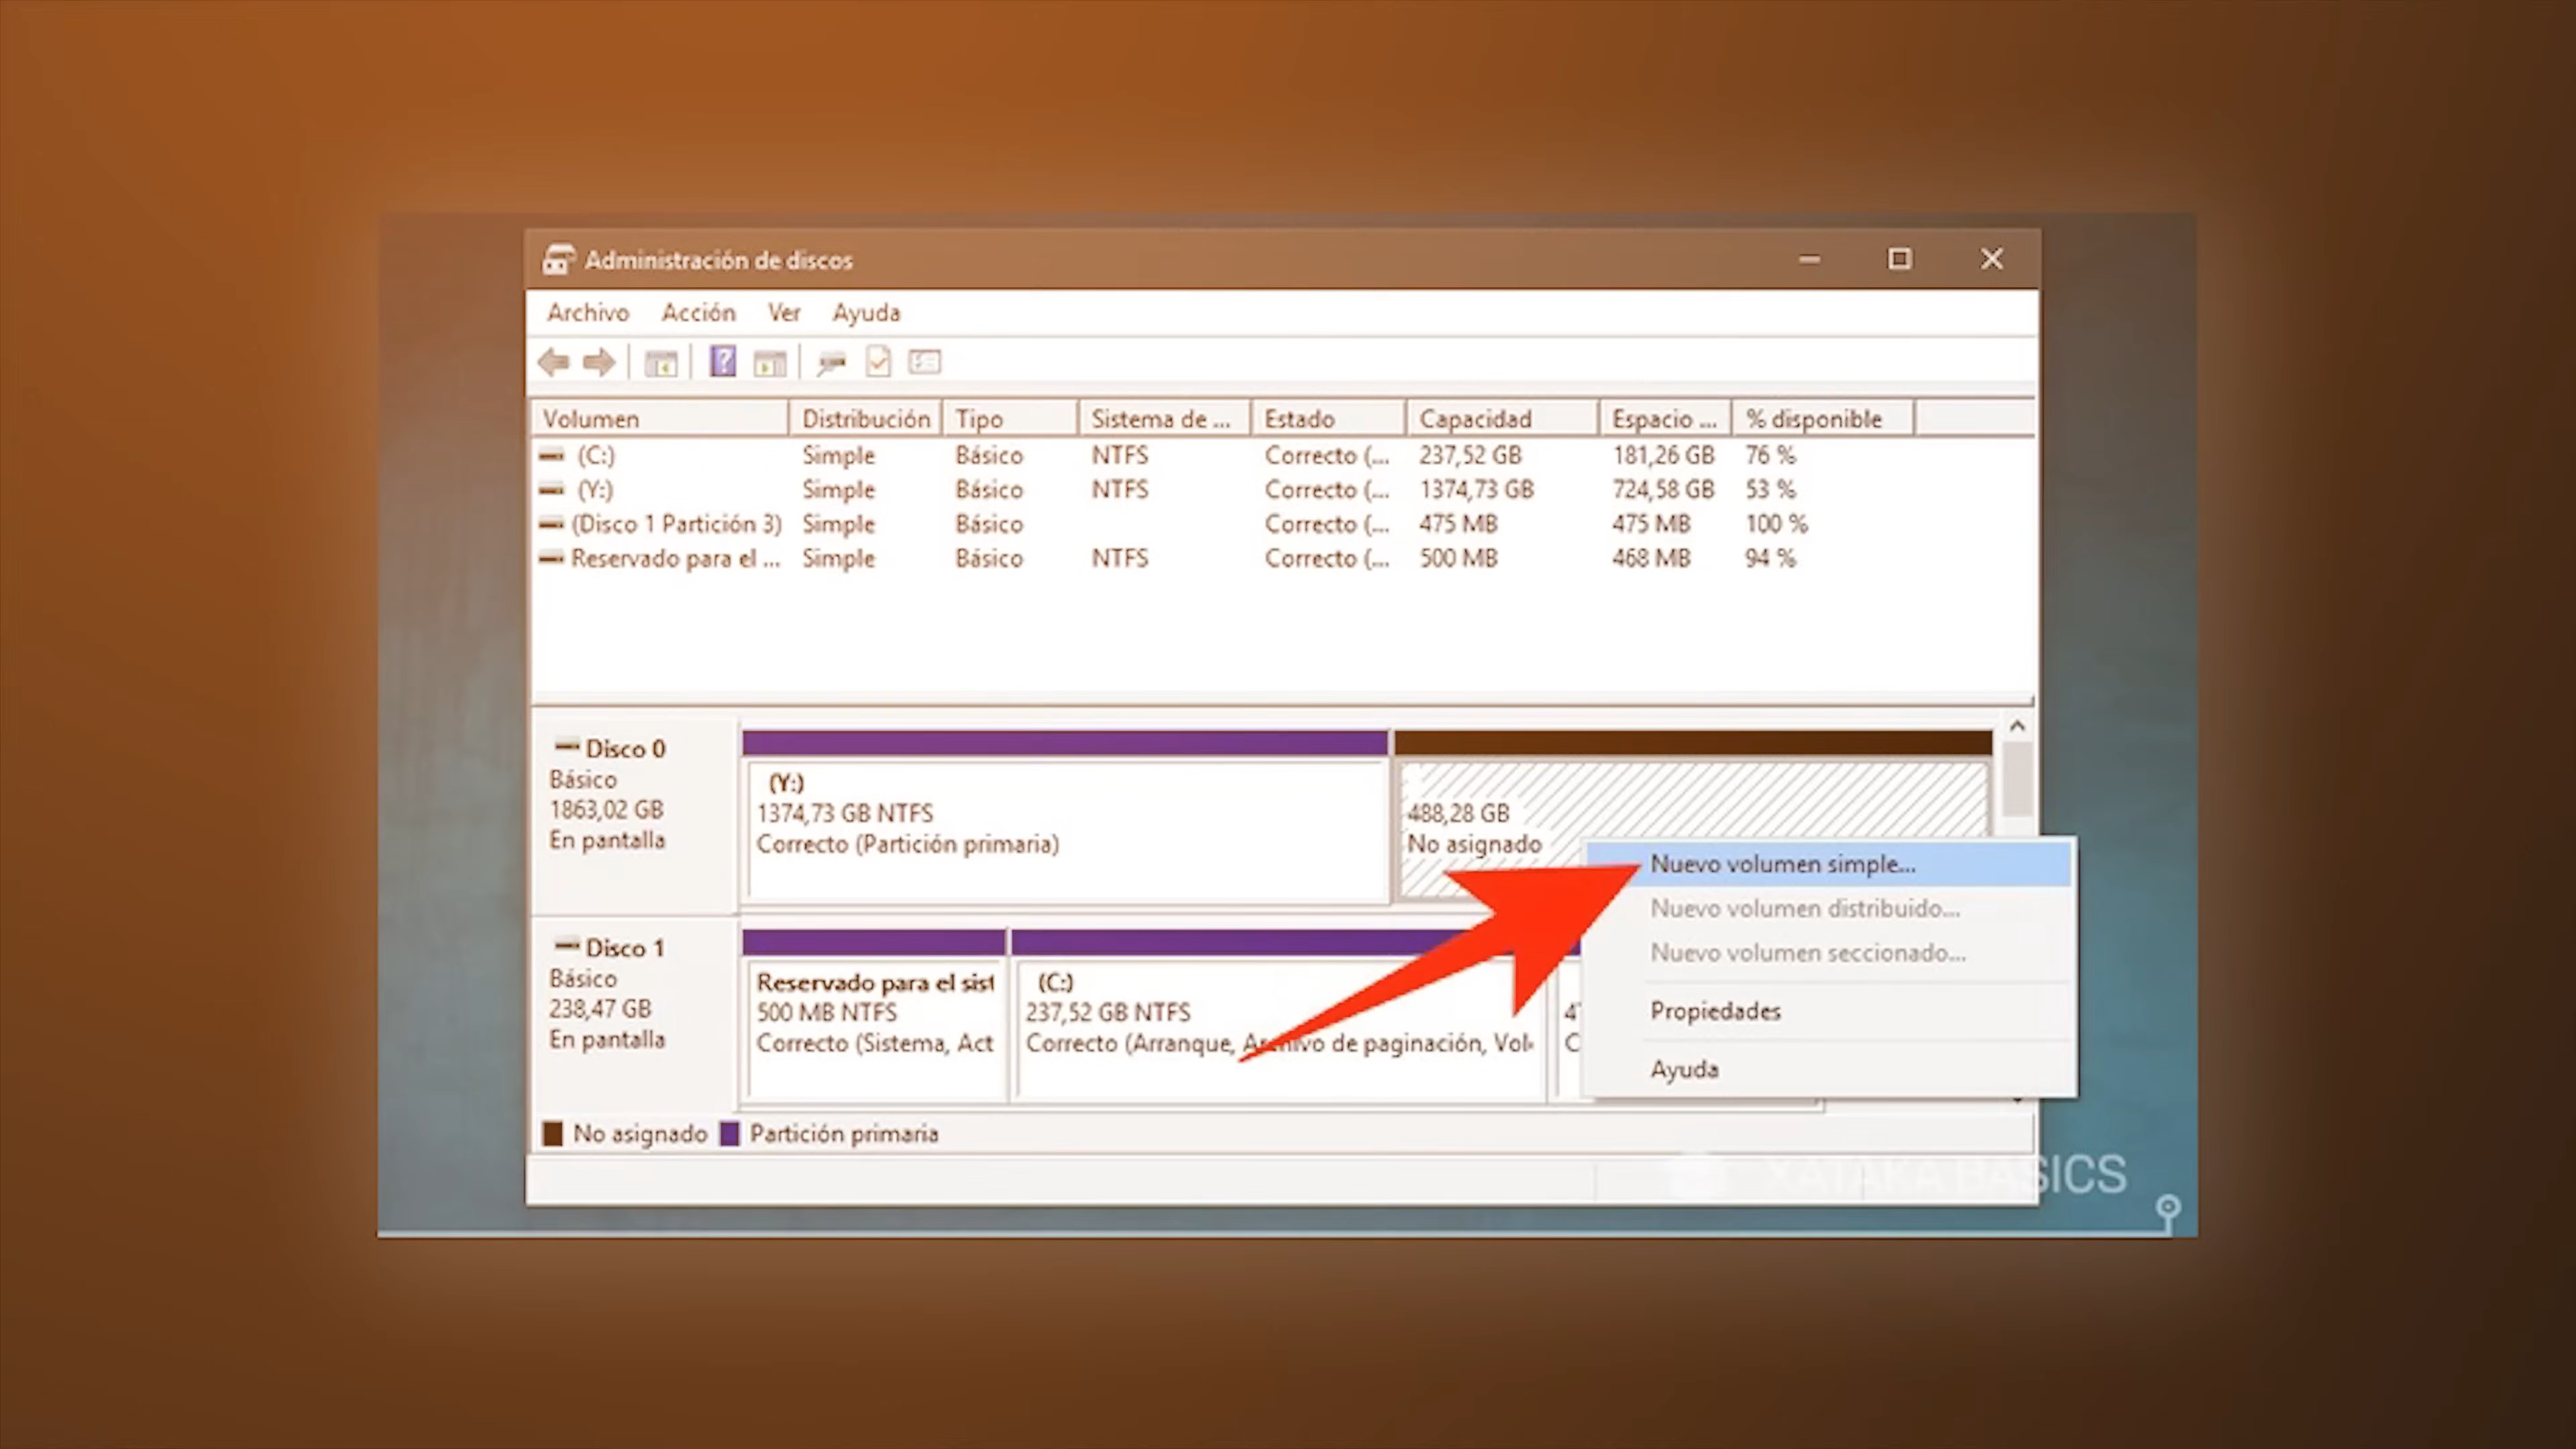 Administración de discos
Archivo Acción Ver Ayuda
Volumen Distribución Tipo Sistema de ... Estado Capacidad Espacio ... % disponible
(C:) Simple Básico NTFS Correcto (... 237,52 GB 181,26 GB 76 %
(Y:) Simple Básico NTFS Correcto (... 1374,73 GB 724,58 GB 53 %
(Disco 1 Partición 3) Simple Básico Correcto (... 475 MB 475 MB 100 %
Reservado para el ... Simple Básico NTFS Correcto (... 500 MB 468 MB 94 %
Disco 0
Básico
1863,02 GB
En pantalla
(Y:)
1374,73 GB NTFS
Correcto (Partición primaria)
488,28 GB
No asignado
Nuevo volumen simple...
Nuevo volumen distribuido...
Nuevo volumen seccionado...
Propiedades
Ayuda
Disco 1
Básico
238,47 GB
En pantalla
Reservado para el sist
500 MB NTFS
Correcto (Sistema, Act
(C:)
237,52 GB NTFS
Correcto (Arranque, Archivo de paginación, Vol
No asignado Partición primaria
XATAKA BASICS